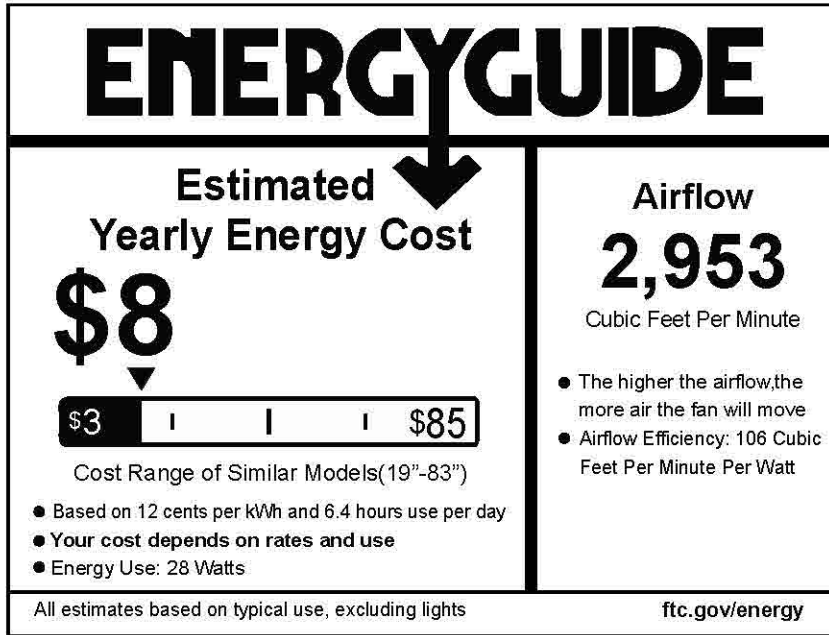 ENERGYGUIDE
Estimated
Yearly Energy Cost
$8
$3 $85
Cost Range of Similar Models(19”-83”)
● Based on 12 cents per kWh and 6.4 hours use per day
● Your cost depends on rates and use
● Energy Use: 28 Watts
Airflow
2,953
Cubic Feet Per Minute
● The higher the airflow,the
more air the fan will move
● Airflow Efficiency: 106 Cubic
Feet Per Minute Per Watt
All estimates based on typical use, excluding lights
ftc.gov/energy